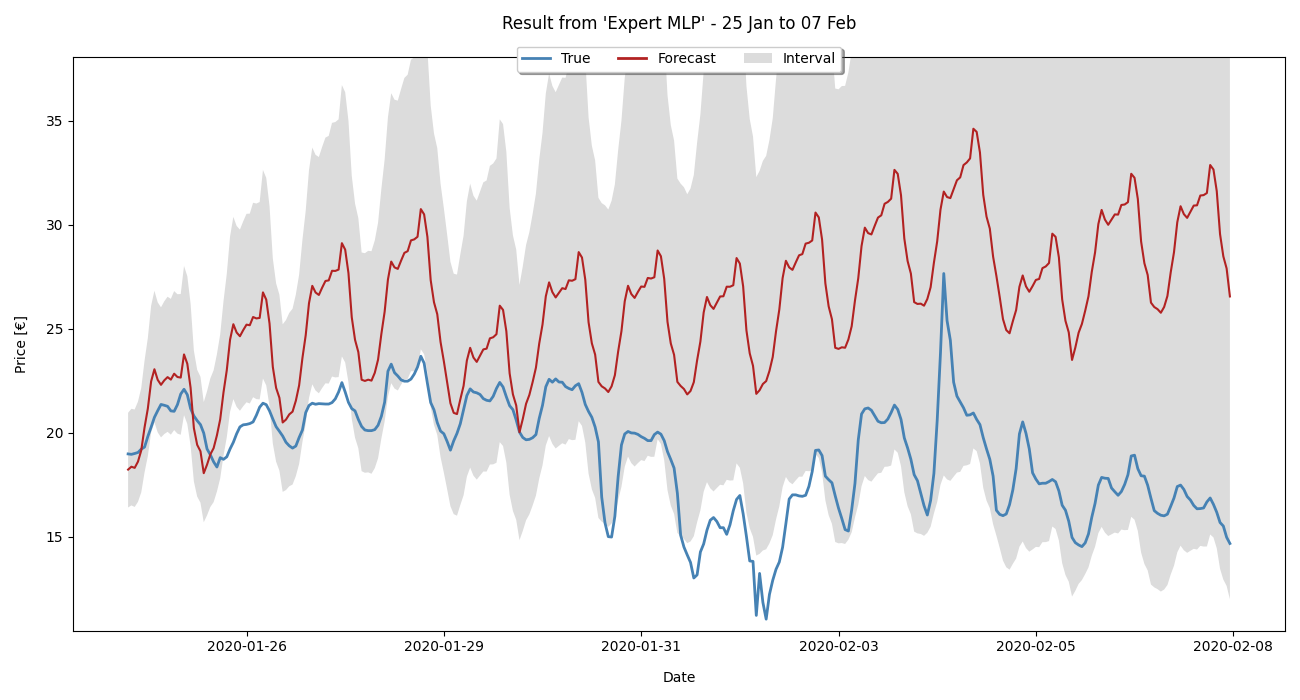 Result from 'Expert MLP' - 25 Jan to 07 Feb
True Forecast Interval
35
30
25
20
15
Price [€]
2020-01-26 2020-01-29 2020-01-31 2020-02-03 2020-02-05 2020-02-08
Date